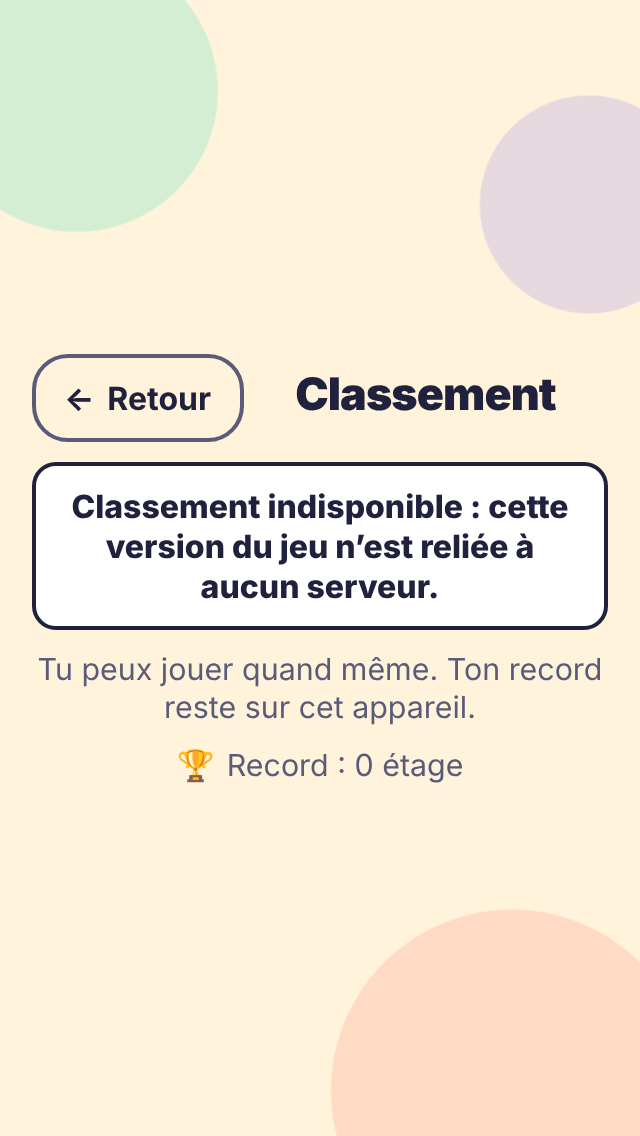 ← Retour
Classement
Classement indisponible : cette
version du jeu n’est reliée à
aucun serveur.
Tu peux jouer quand même. Ton record
reste sur cet appareil.
🏆 Record : 0 étage